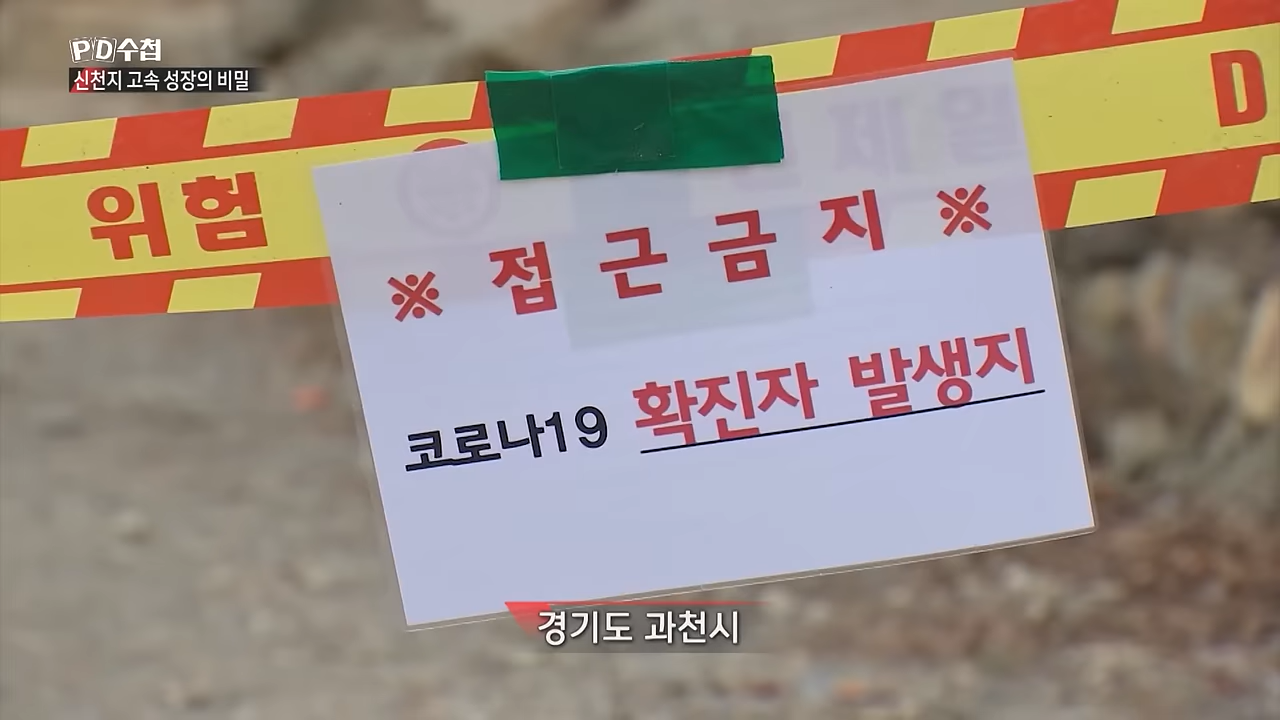 PD수첩
신천지 고속 성장의 비밀
위험
D
※ 접근금지 ※
코로나19 확진자 발생지
경기도 과천시